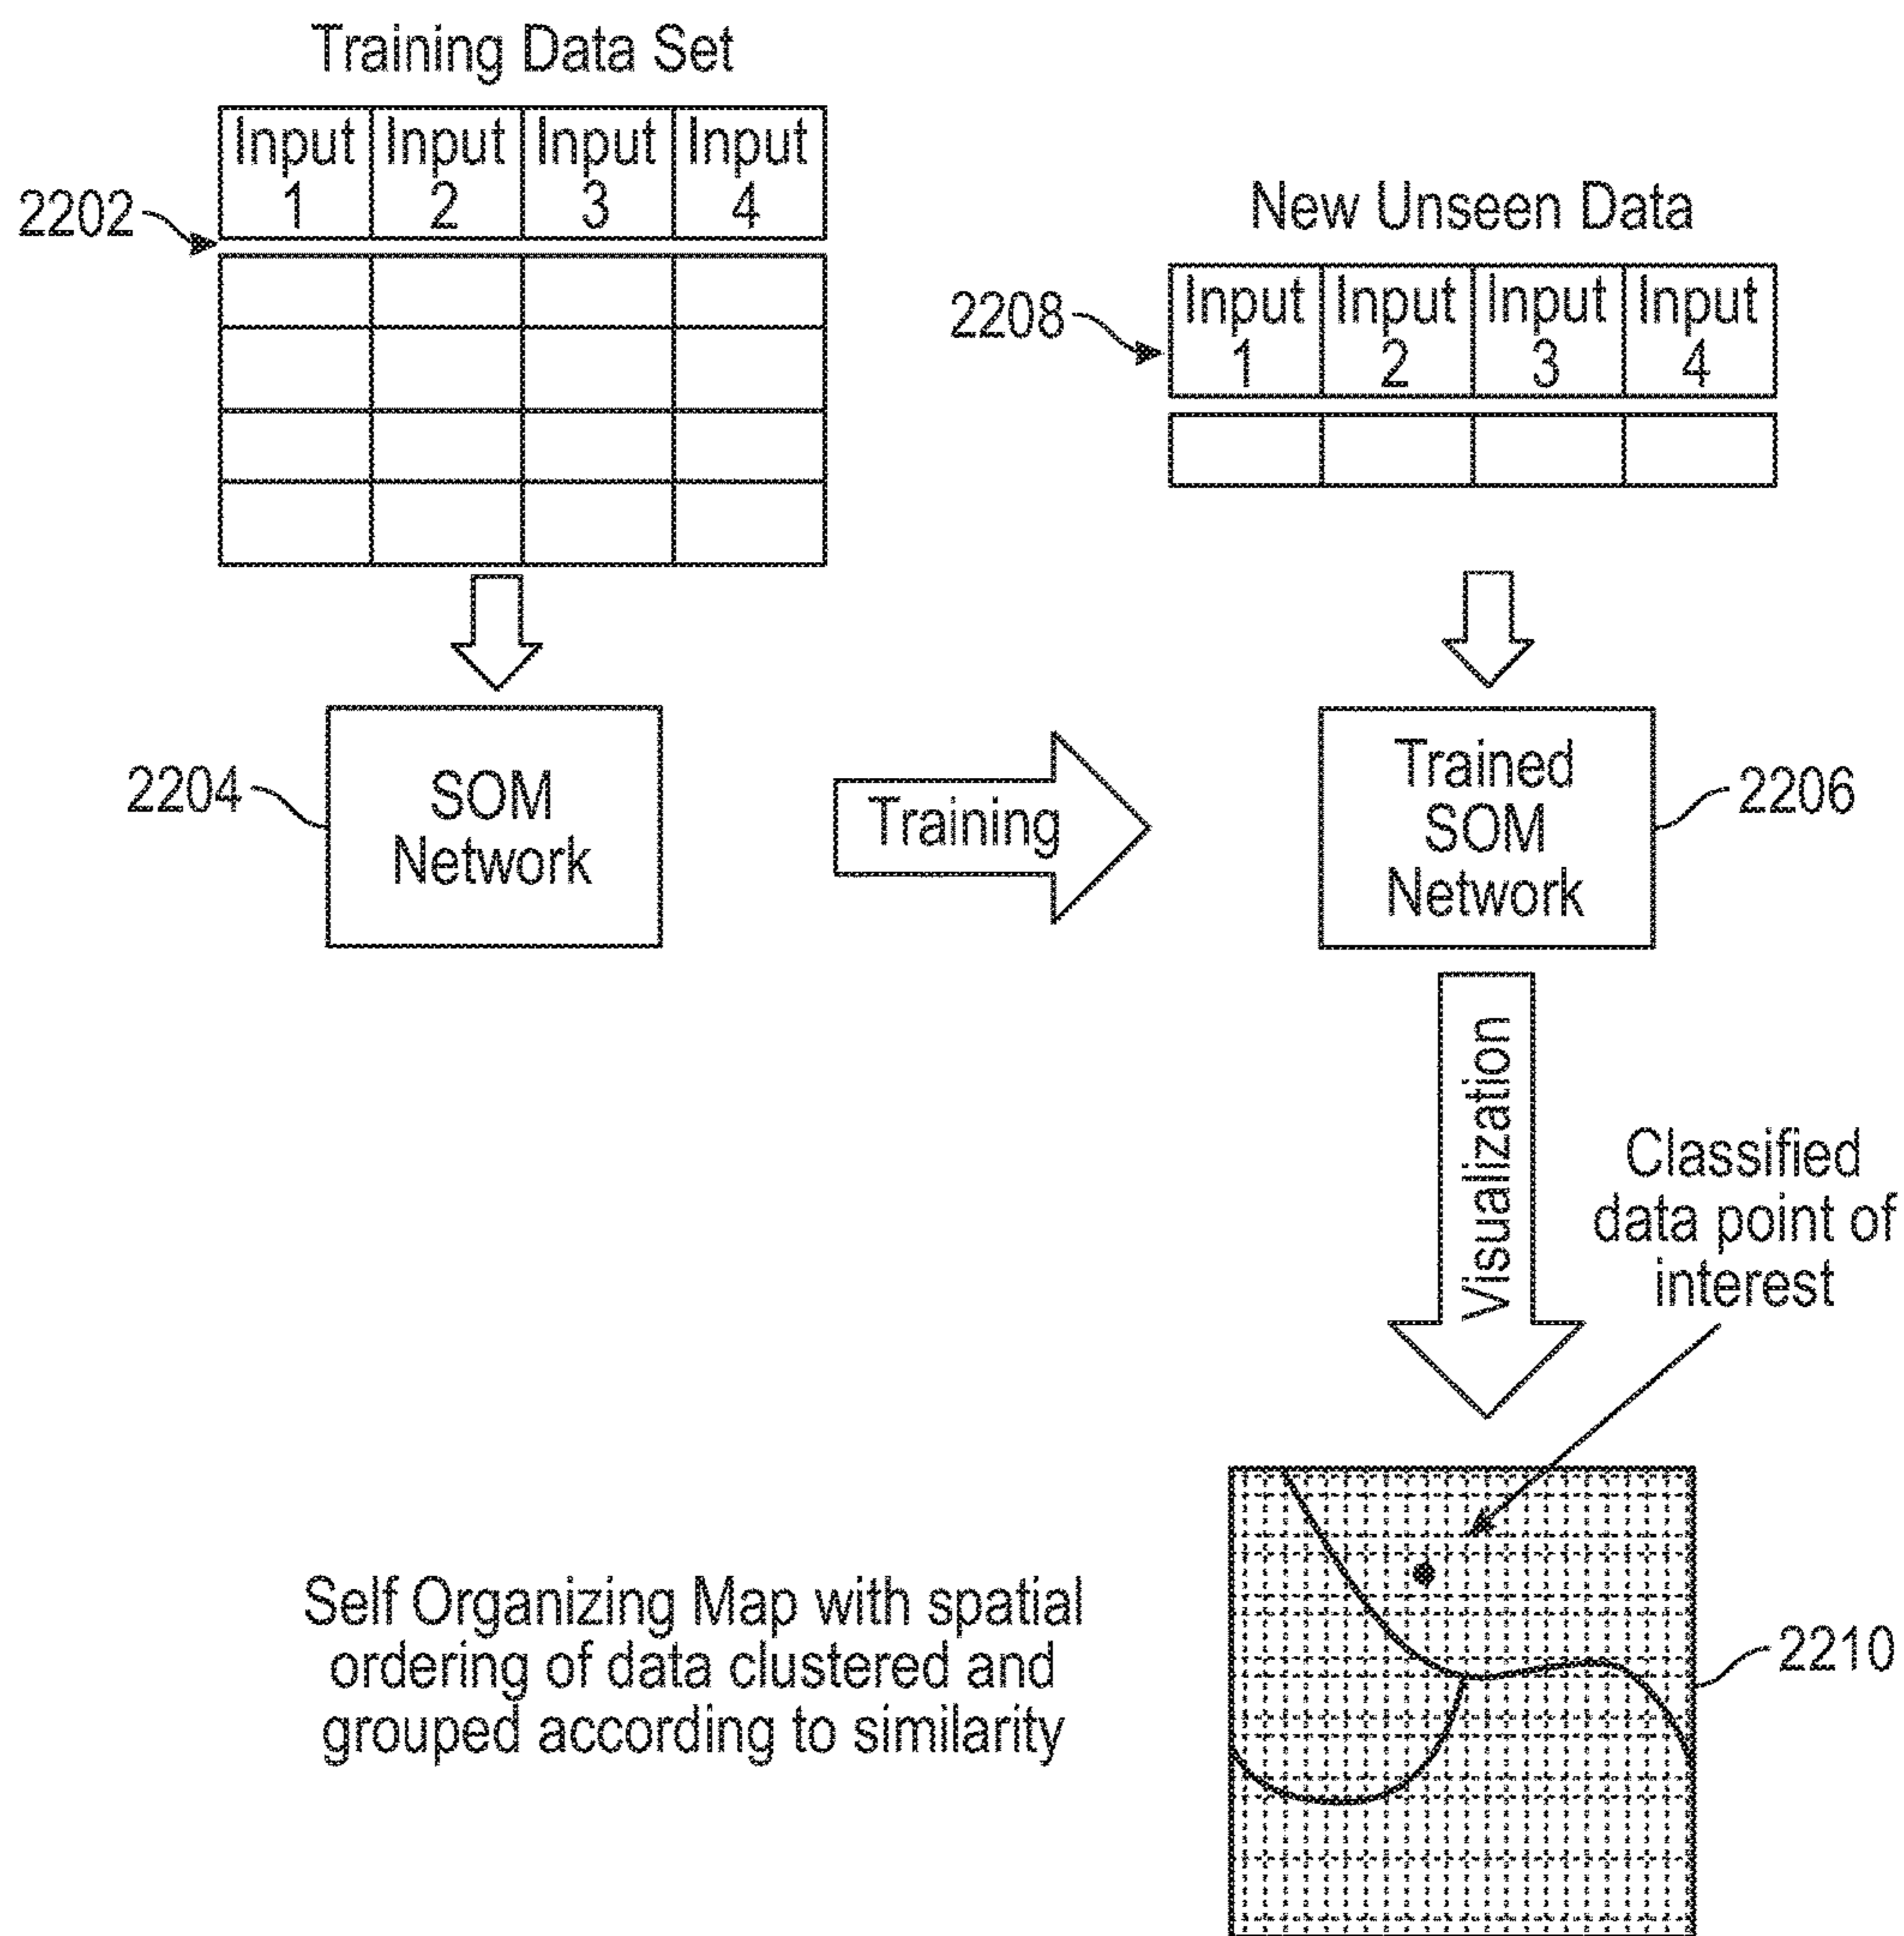 Training Data Set
Input 1 Input 2 Input 3 Input 4
2202
New Unseen Data
2208
Input 1 Input 2 Input 3 Input 4
2204
SOM
Network
Training
Trained
SOM
Network
2206
Visualization
Classified
data point of
interest
Self Organizing Map with spatial
ordering of data clustered and
grouped according to similarity
2210